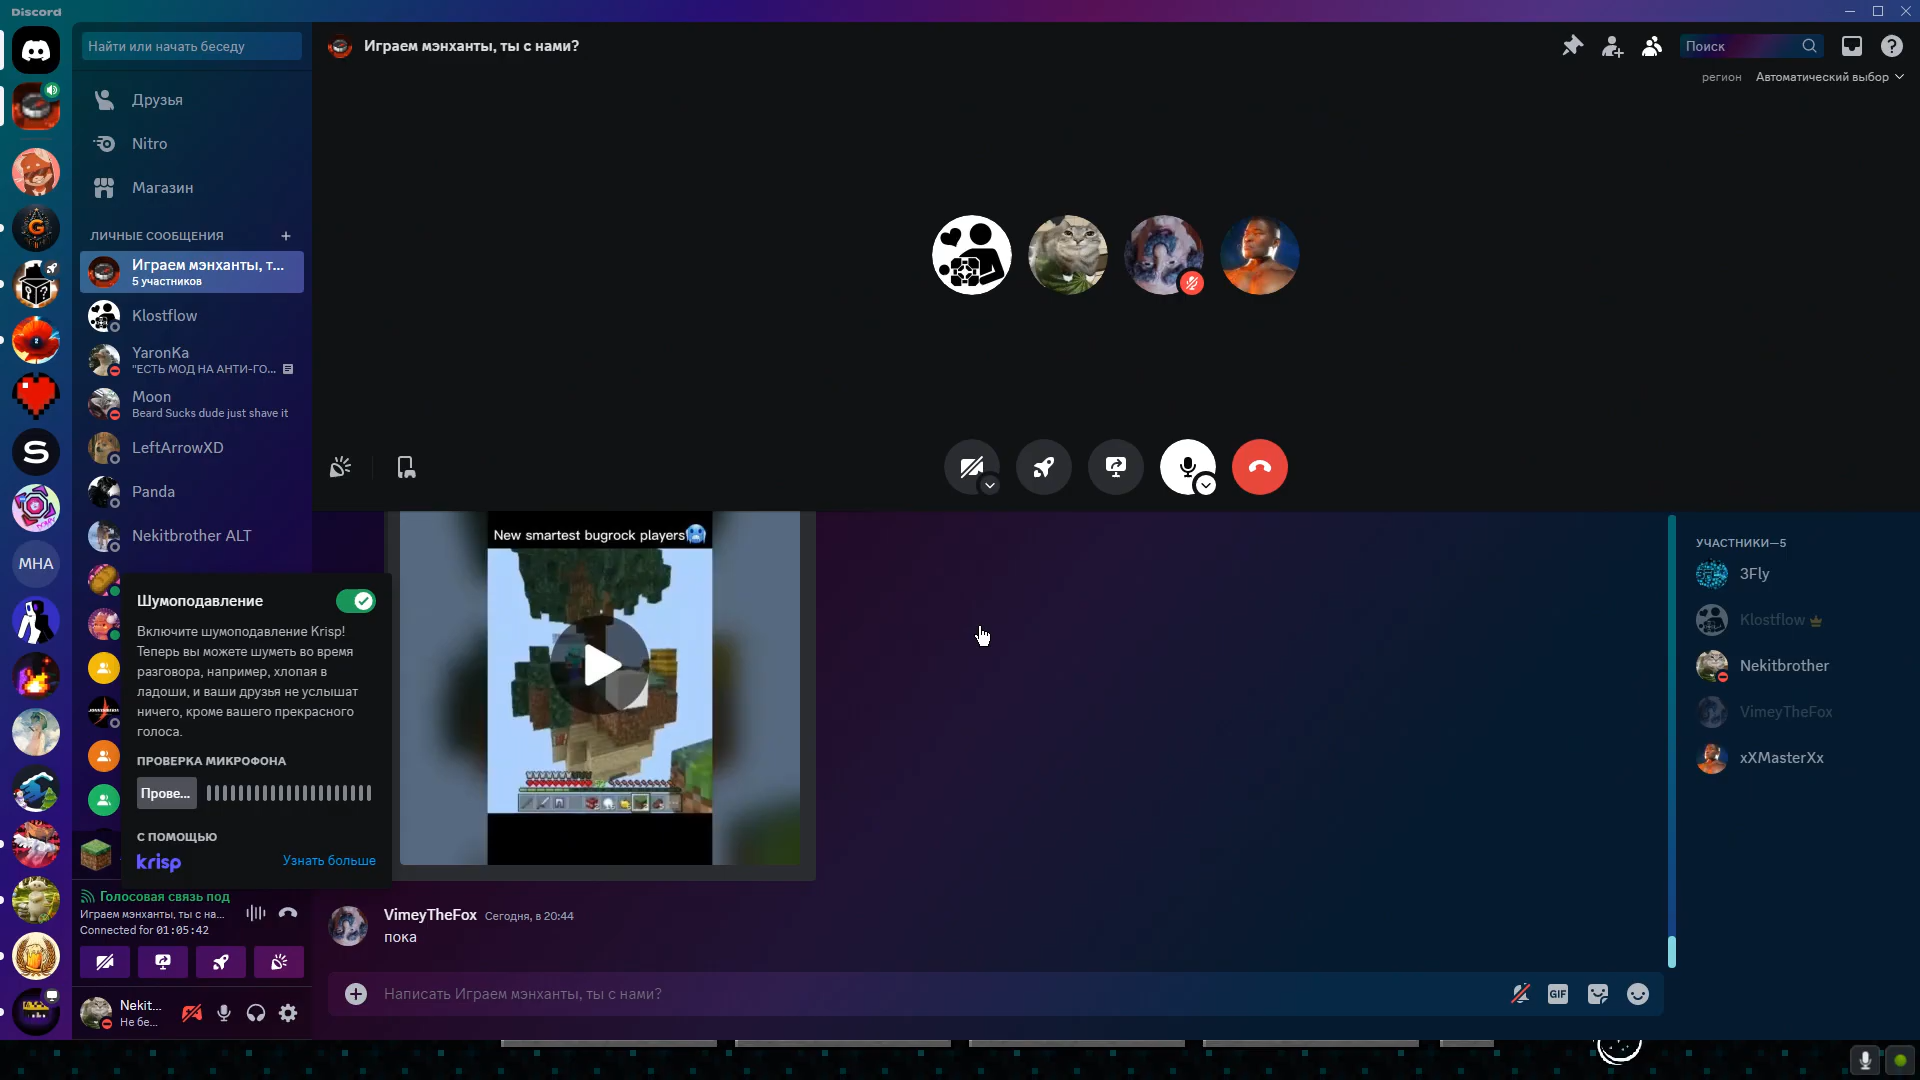 Discord
Найти или начать беседу
Играем мэнханты, ты с нами?
Поиск
регион
Автоматический выбор
Друзья
Nitro
Магазин
ЛИЧНЫЕ СООБЩЕНИЯ
Играем мэнханты, т...
5 участников
Klostflow
YaronKa
"ЕСТЬ МОД НА АНТИ-ГО...
Moon
Beard Sucks dude just shave it
LeftArrowXD
Panda
Nekitbrother ALT
MHA
Шумоподавление
Включите шумоподавление Krisp!
Теперь вы можете шуметь во время
разговора, например, хлопая в
ладоши, и ваши друзья не услышат
ничего, кроме вашего прекрасного
голоса.
ПРОВЕРКА МИКРОФОНА
Прове...
С ПОМОЩЬЮ
krisp
Узнать больше
Голосовая связь под
Играем мэнханты, ты с на...
Connected for 01:05:42
Nekit...
Не бе...
New smartest bugrock players
VimeyTheFox
Сегодня, в 20:44
пока
Написать Играем мэнханты, ты с нами?
GIF
УЧАСТНИКИ—5
3Fly
Klostflow
Nekitbrother
VimeyTheFox
xXMasterXx